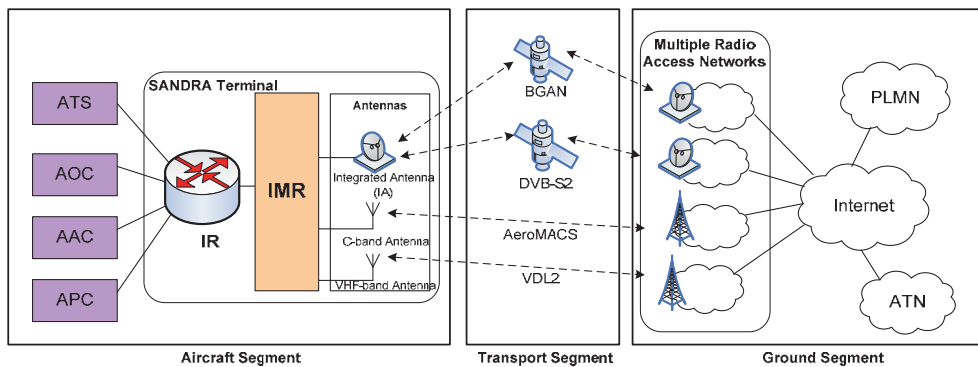 SANDRA Terminal
ATS
AOC
AAC
APC
IR
IMR
Antennas
Integrated Antenna
(IA)
C-band Antenna
VHF-band Antenna
Aircraft Segment
BGAN
DVB-S2
AeroMACS
VDL2
Transport Segment
Multiple Radio
Access Networks
PLMN
Internet
ATN
Ground Segment